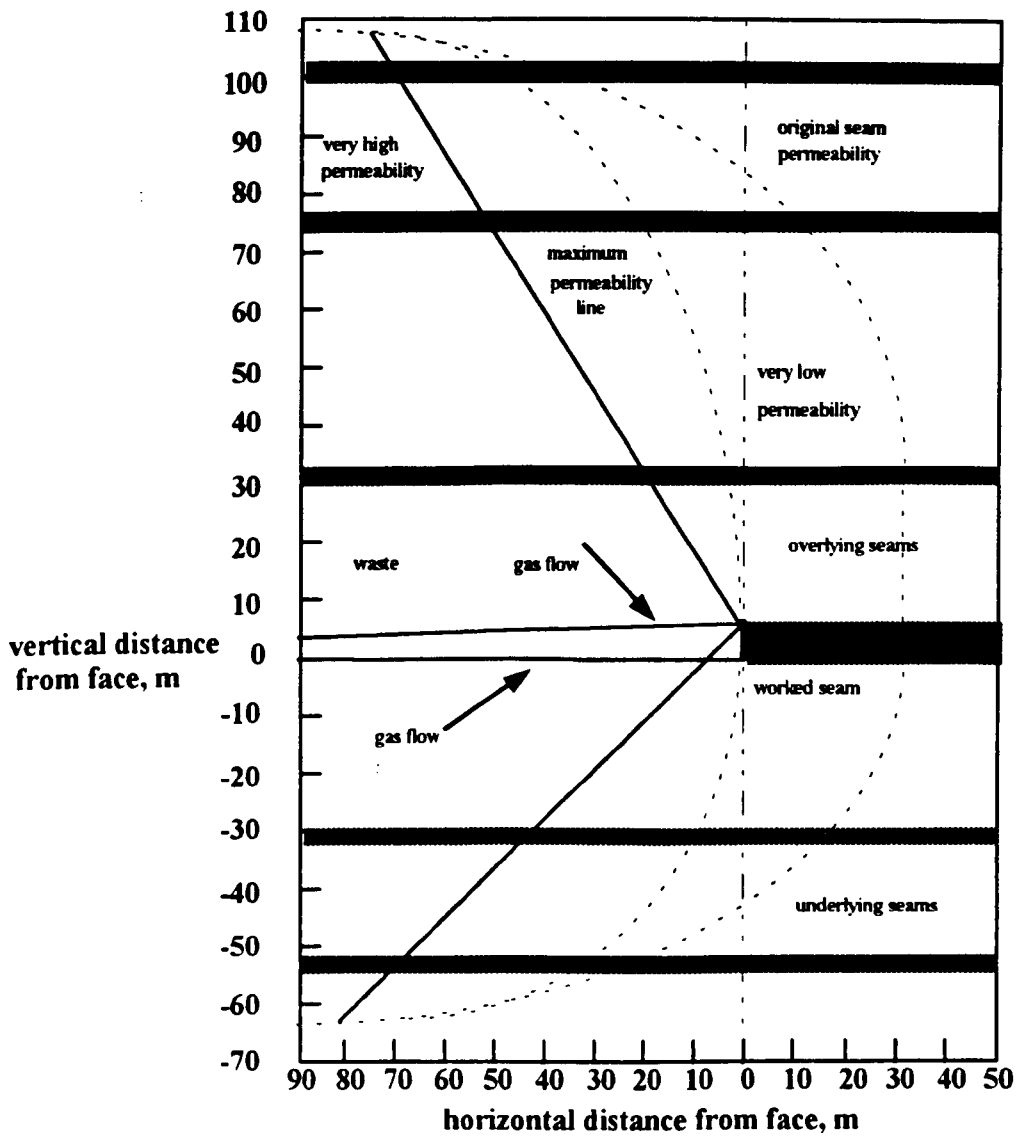 110
100
90
80
70
60
50
40
30
20
10
0
-10
-20
-30
-40
-50
-60
-70
vertical distance
from face, m
very high
permeability
original seam
permeability
maximum
permeability
line
very low
permeability
waste
gas flow
overlying seams
worked seam
gas flow
underlying seams
90 80 70 60 50 40 30 20 10 0 10 20 30 40 50
horizontal distance from face, m